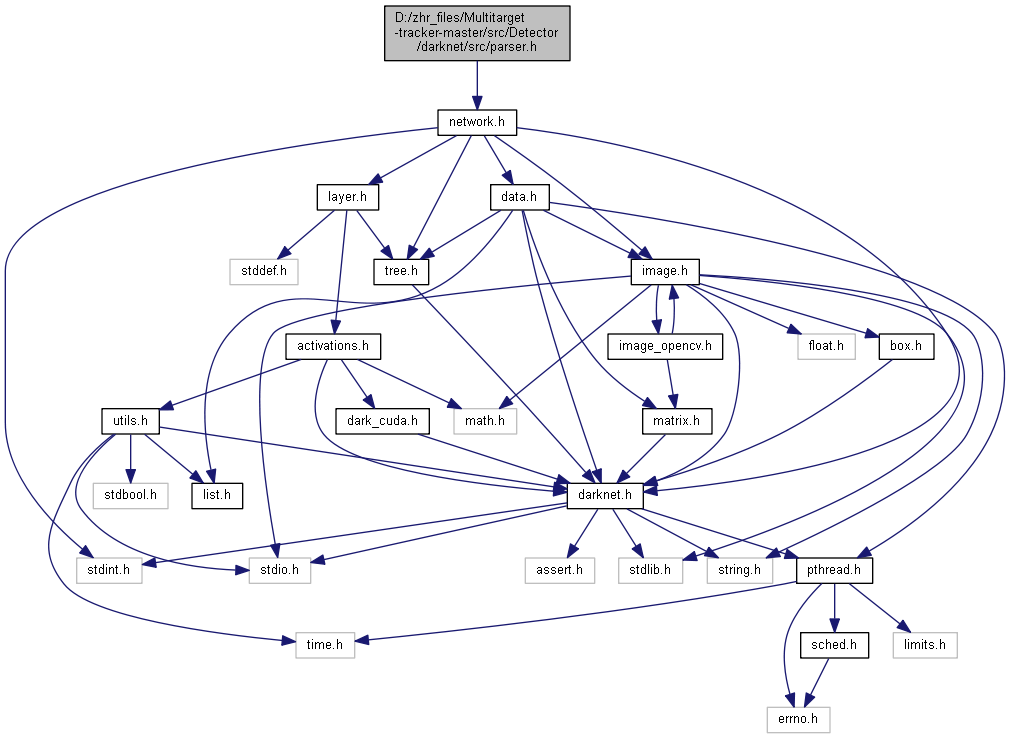 D:/zhr_files/Multitarget
-tracker-master/src/Detector
/darknet/src/parser.h
network.h
layer.h
data.h
stddef.h
tree.h
image.h
activations.h
image_opencv.h
float.h
box.h
utils.h
dark_cuda.h
math.h
matrix.h
stdbool.h
list.h
darknet.h
stdint.h
stdio.h
assert.h
stdlib.h
string.h
pthread.h
time.h
sched.h
limits.h
errno.h